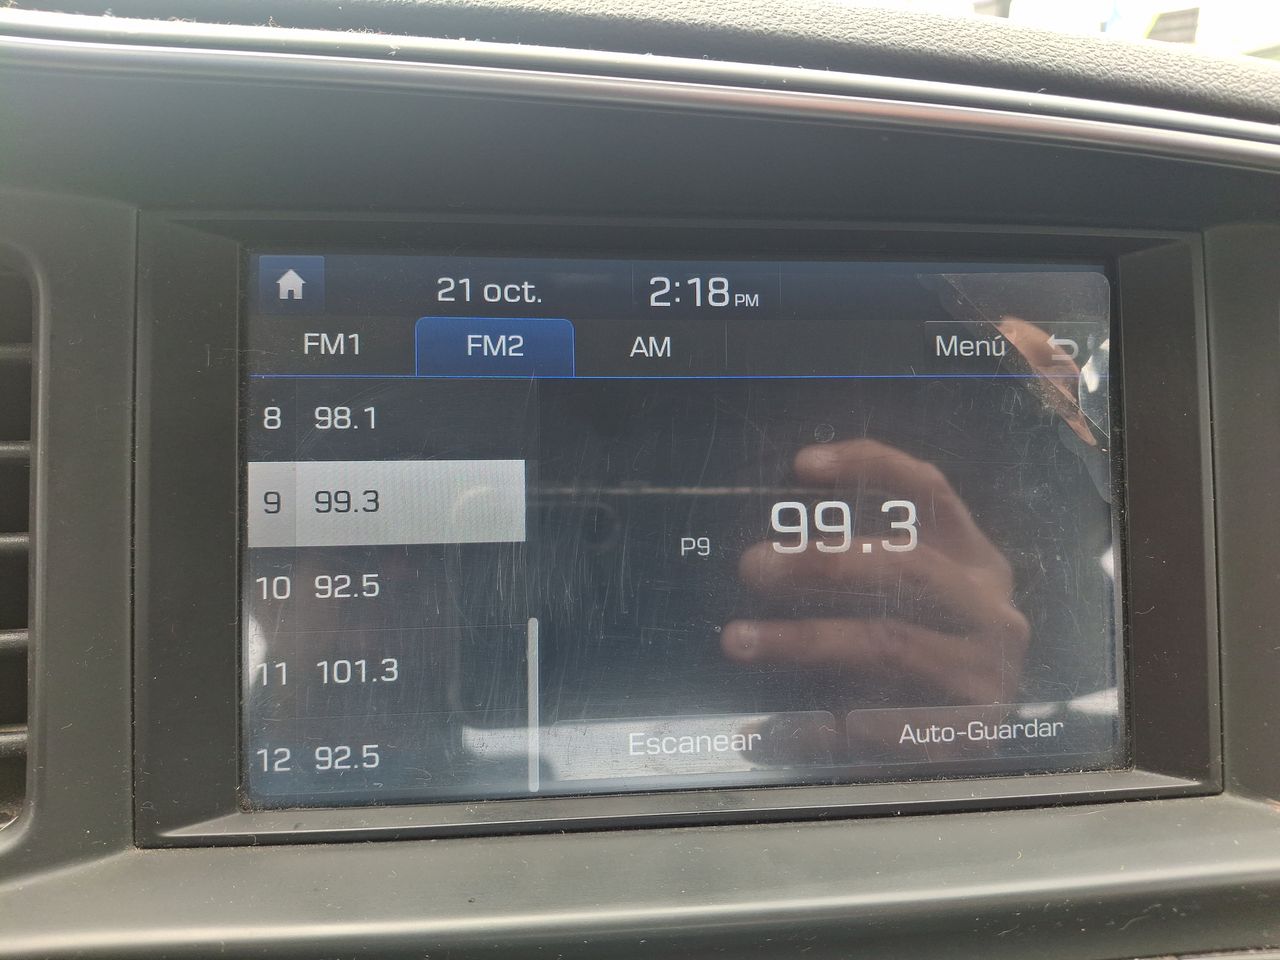 21 oct. 2:18 PM
FM1 FM2 AM Menú
8 98.1
9 99.3
10 92.5
11 101.3
12 92.5
P9 99.3
Escanear Auto-Guardar